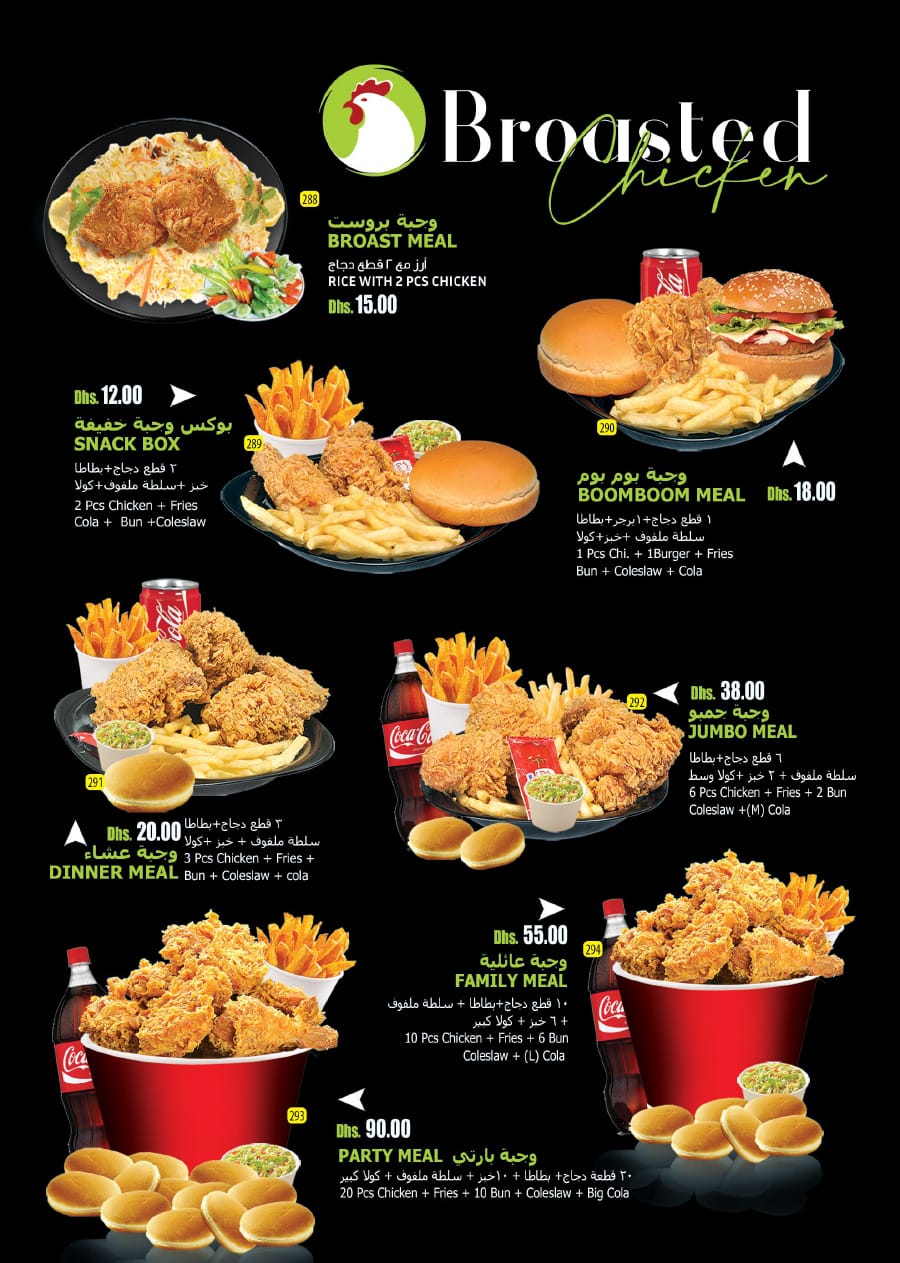 Broasted
Chicken
288
وجبة بروست
BROAST MEAL
أرز مع ٢ قطع دجاج
RICE WITH 2 PCS CHICKEN
Dhs. 15.00
Dhs. 12.00
بوكس وجبة خفيفة
SNACK BOX
٢ قطع دجاج+بطاطا
خبز +سلطة ملفوف+كولا
2 Pcs Chicken + Fries
Cola + Bun +Coleslaw
289
290
وجبة بوم بوم
BOOMBOOM MEAL
Dhs. 18.00
١ قطع دجاج+١برجر+بطاطا
سلطة ملفوف +خبز+كولا
1 Pcs Chi. + 1Burger + Fries
Bun + Coleslaw + Cola
291
Dhs. 20.00
وجبة عشاء
DINNER MEAL
٣ قطع دجاج+بطاطا
سلطة ملفوف + خبز +كولا
3 Pcs Chicken + Fries +
Bun + Coleslaw + cola
Coca-Co
292
Dhs. 38.00
وجبة جمبو
JUMBO MEAL
٦ قطع دجاج+بطاطا
سلطة ملفوف + ٢ خبز +كولا وسط
6 Pcs Chicken + Fries + 2 Bun
Coleslaw +(M) Cola
Dhs. 55.00
وجبة عائلية
FAMILY MEAL
١٠ قطع دجاج+بطاطا + سلطة ملفوف
+ ٦ خبز + كولا كبير
10 Pcs Chicken + Fries + 6 Bun
Coleslaw + (L) Cola
294
293
Dhs. 90.00
PARTY MEAL وجبة بارتي
٢٠ قطعة دجاج+ بطاطا + ١٠خبز + سلطة ملفوف + كولا كبير
20 Pcs Chicken + Fries + 10 Bun + Coleslaw + Big Cola